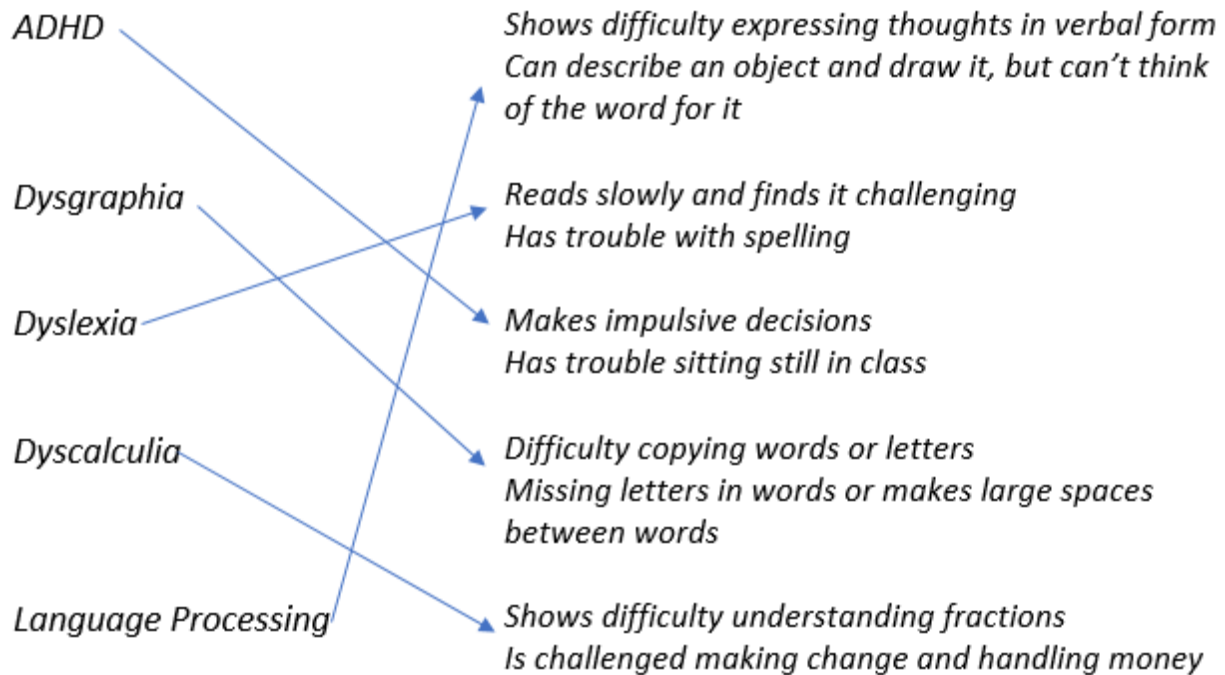 ADHD
Shows difficulty expressing thoughts in verbal form
Can describe an object and draw it, but can’t think
of the word for it
Dysgraphia
Reads slowly and finds it challenging
Has trouble with spelling
Dyslexia
Makes impulsive decisions
Has trouble sitting still in class
Dyscalculia
Difficulty copying words or letters
Missing letters in words or makes large spaces
between words
Language Processing
Shows difficulty understanding fractions
Is challenged making change and handling money